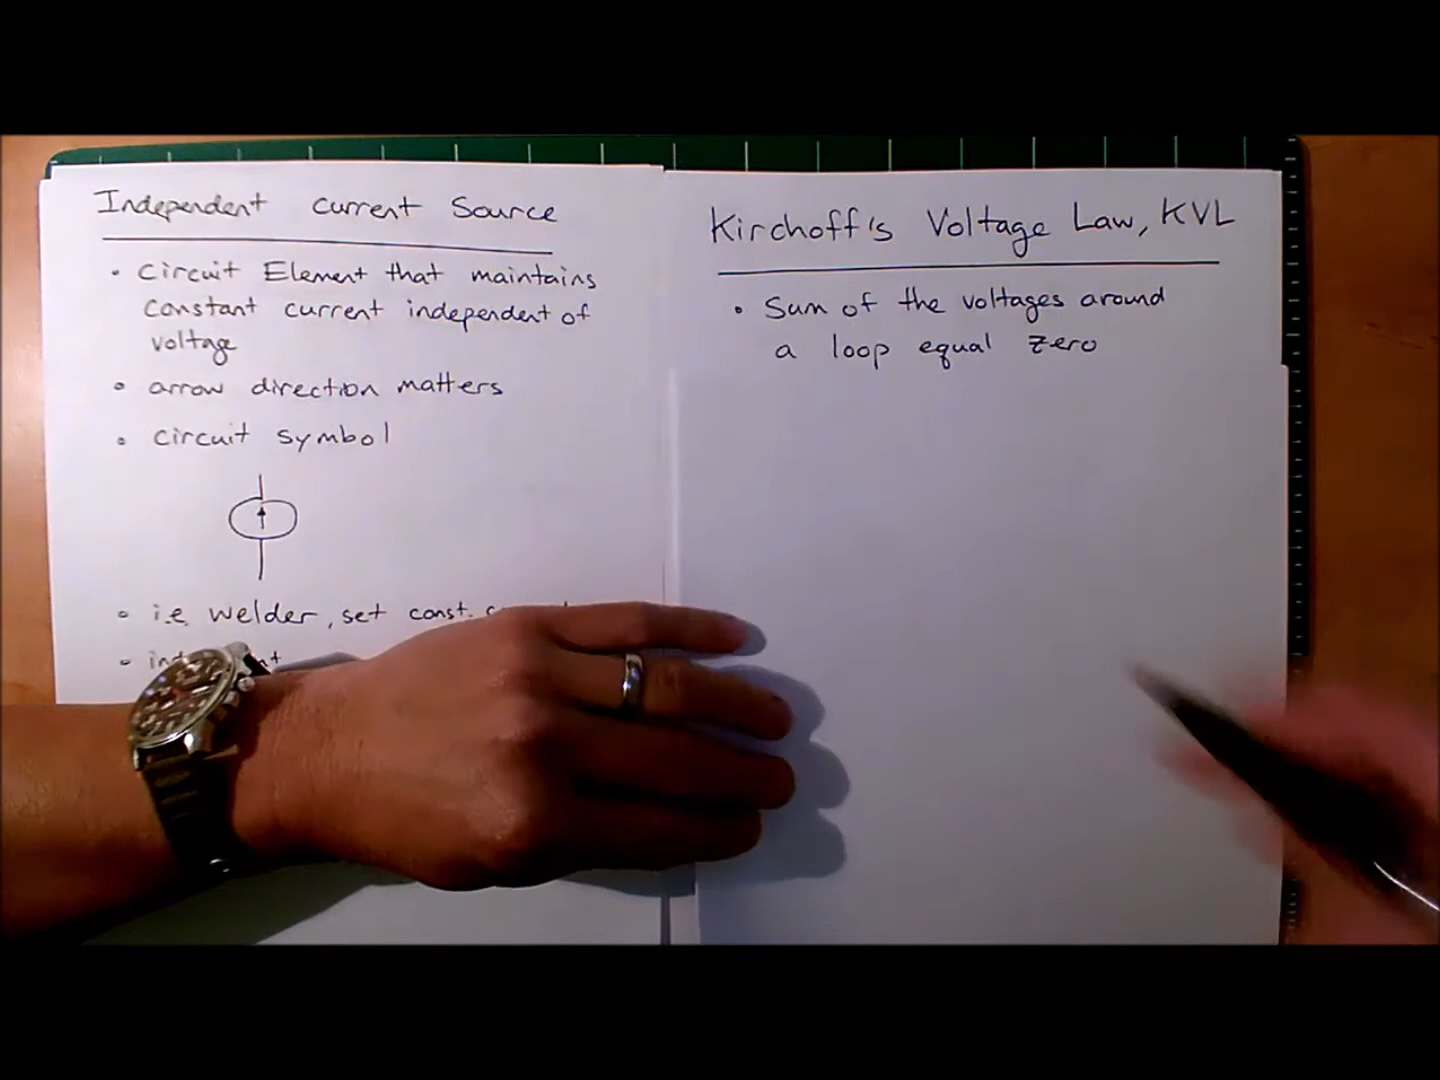 Independent current Source
• Circuit Element that maintains
constant current independent of
voltage
• arrow direction matters
• circuit symbol
• i.e. welder, set const.
Kirchoff's Voltage Law, KVL
• Sum of the voltages around
a loop equal zero